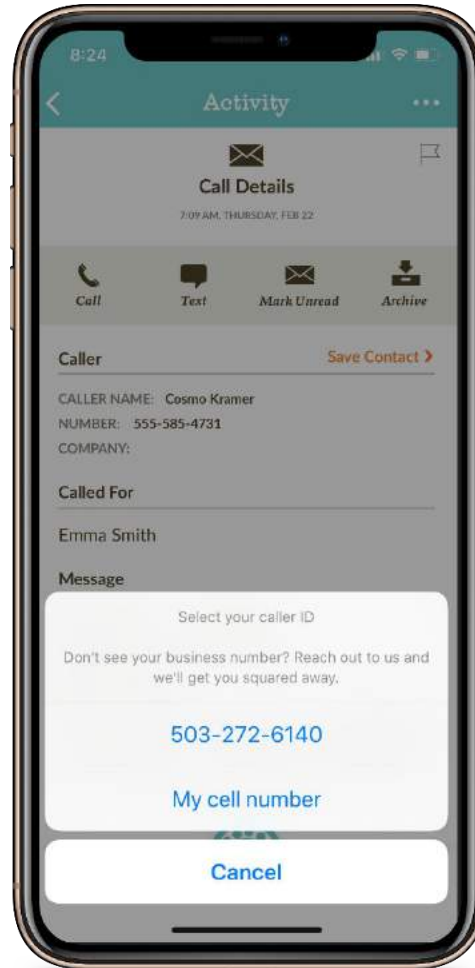 8:24
Activity
Call Details
7:09 AM, THURSDAY, FEB 22
Call
Text
Mark Unread
Archive
Caller
Save Contact
CALLER NAME: Cosmo Kramer
NUMBER: 555-585-4731
COMPANY:
Called For
Emma Smith
Message
Select your caller ID
Don't see your business number? Reach out to us and
we'll get you squared away.
503-272-6140
My cell number
Cancel